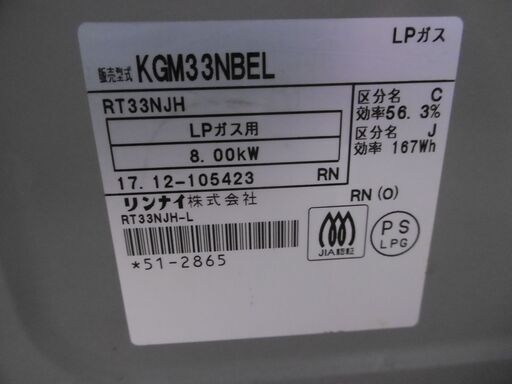 LPガス
販売型式 KGM33NBEL
RT33NJH
LPガス用
8.00kW
17.12-105423 RN
区分名 C
効率56.3%
区分名 J
効率 167Wh
リンナイ株式会社
RN (O)
RT33NJH-L
*51-2865
JIA認証
PS
LPG